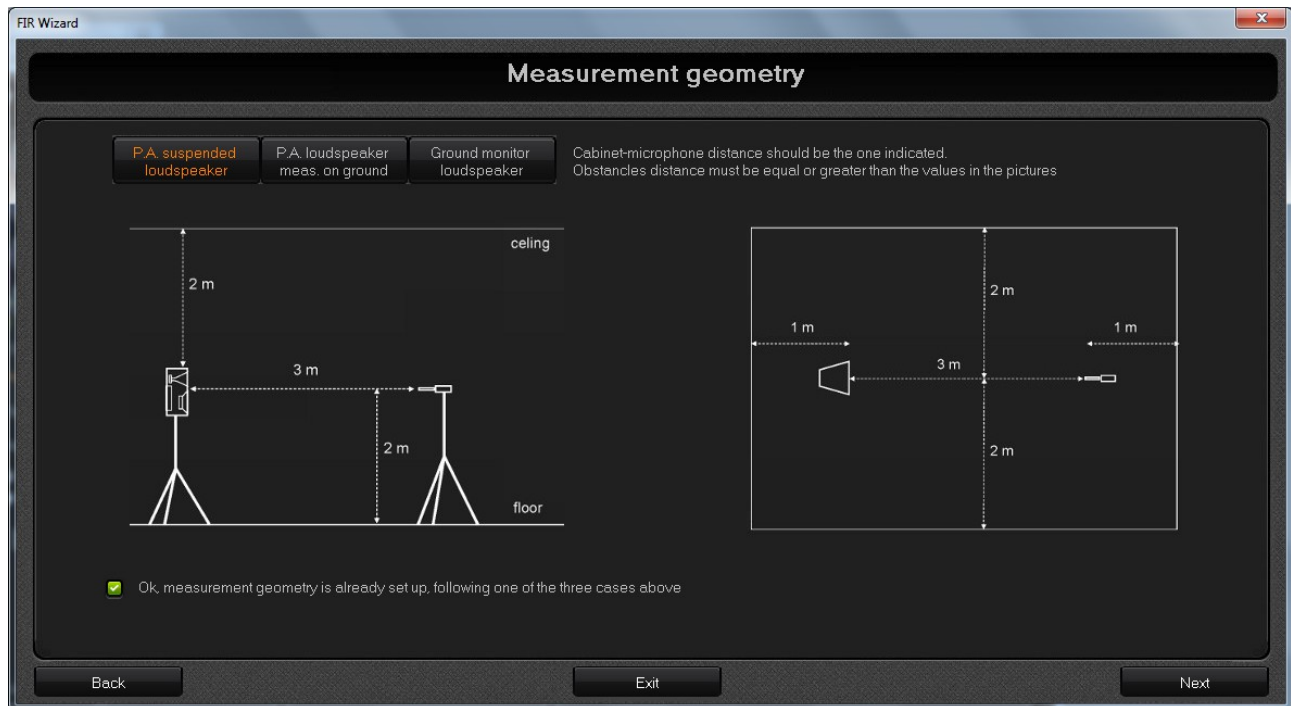 FIR Wizard
Measurement geometry
P.A. suspended
loudspeaker
P.A. loudspeaker
meas. on ground
Ground monitor
loudspeaker
Cabinet-microphone distance should be the one indicated.
Obstacles distance must be equal or greater than the values in the pictures
celing
2 m
3 m
2 m
floor
2 m
1 m
1 m
3 m
2 m
Ok, measurement geometry is already set up, following one of the three cases above
Back
Exit
Next